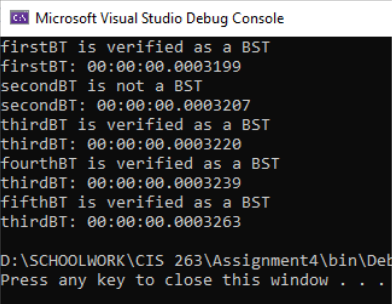 Microsoft Visual Studio Debug Console
firstBT is verified as a BST
firstBT: 00:00:00.0003199
secondBT is not a BST
secondBT: 00:00:00.0003207
thirdBT is verified as a BST
thirdBT: 00:00:00.0003220
fourthBT is verified as a BST
thirdBT: 00:00:00.0003239
fifthBT is verified as a BST
thirdBT: 00:00:00.0003263
D:\SCHOOLWORK\CIS 263\Assignment4\bin\Deb
Press any key to close this window . . .